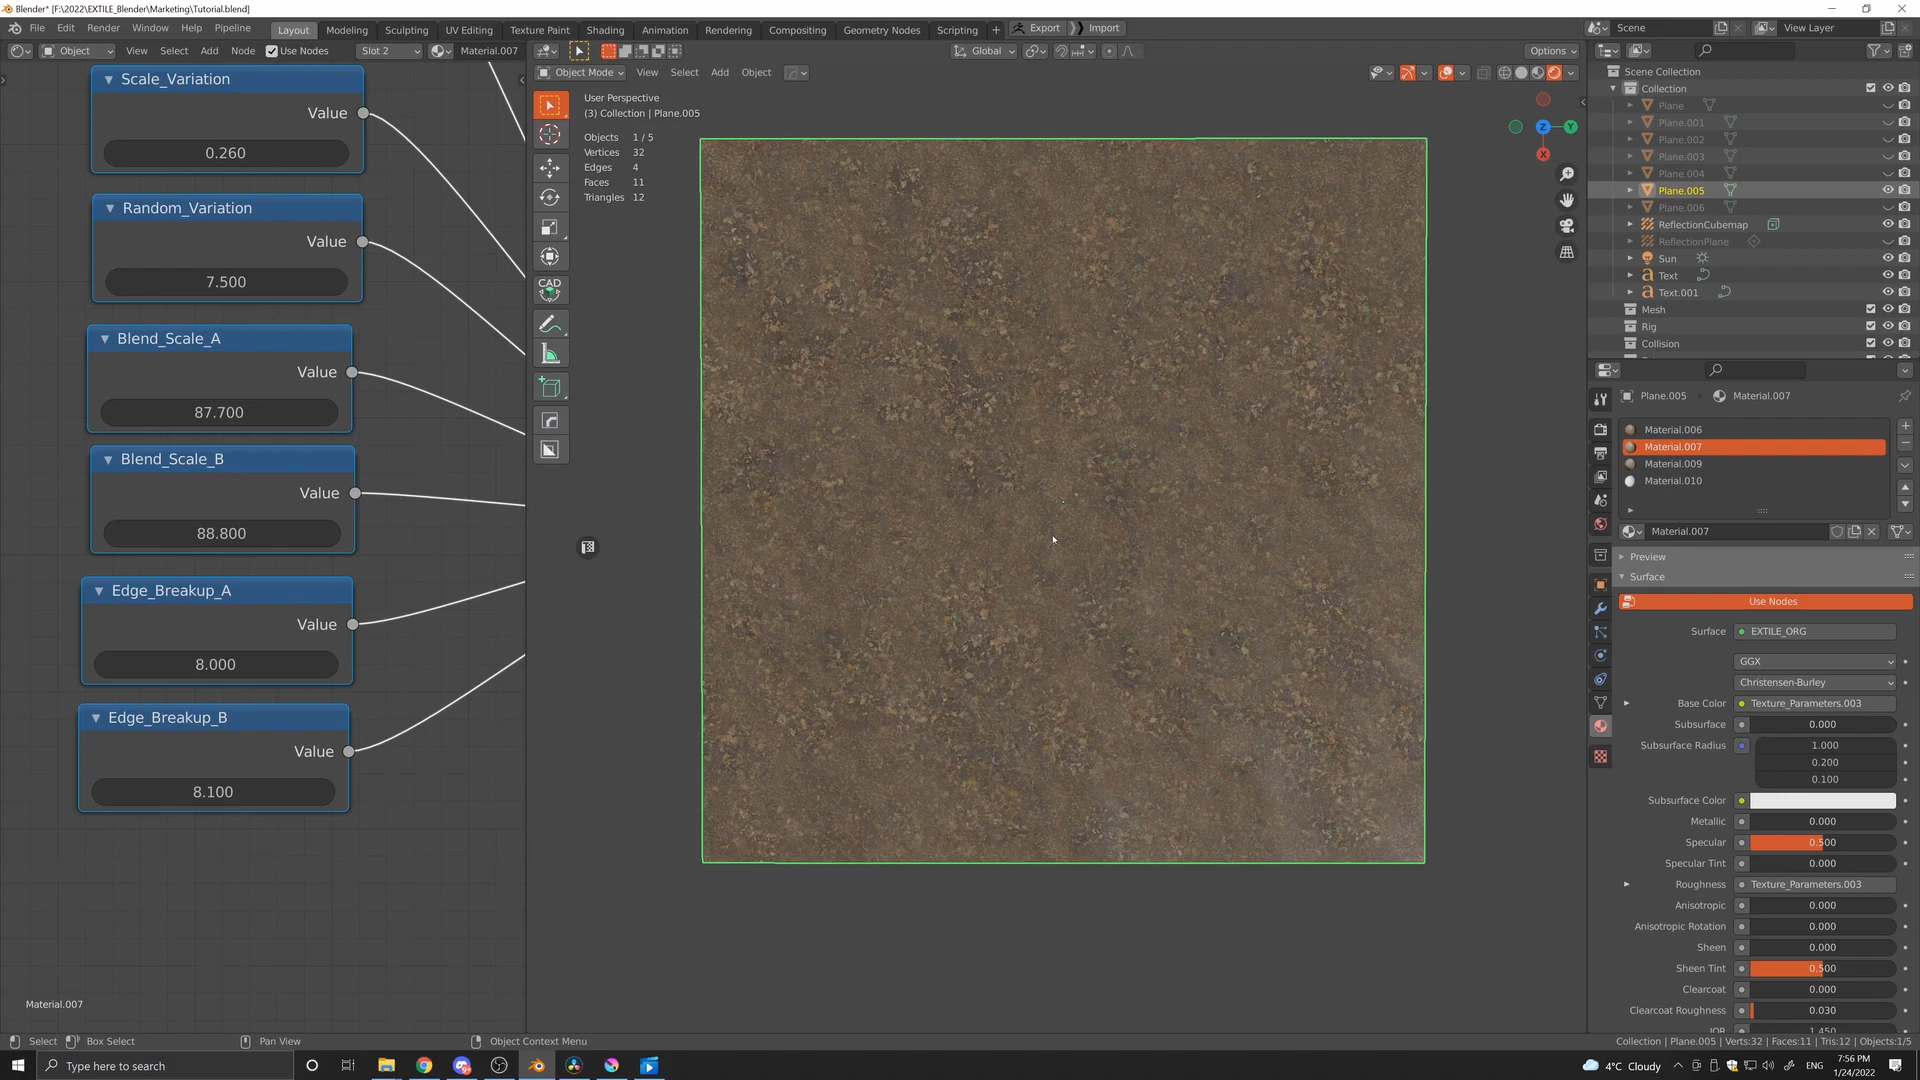 Blender* [F:\2022\EXTILE_Blender\Marketing\Tutorial.blend]
File Edit Render Window Help Pipeline Layout Modeling Sculpting UV Editing Texture Paint Shading Animation Rendering Compositing Geometry Nodes Scripting + Export Import Scene View Layer
Object View Select Add Node Use Nodes Slot 2 Material.007 Global Options
Object Mode View Select Add Object
Scale_Variation
Value
0.260
Random_Variation
Value
7.500
Blend_Scale_A
Value
87.700
Blend_Scale_B
Value
88.800
Edge_Breakup_A
Value
8.000
Edge_Breakup_B
Value
8.100
Material.007
User Perspective
(3) Collection | Plane.005
Objects 1 / 5
Vertices 32
Edges 4
Faces 11
Triangles 12
CAD
Z
Y
X
Scene Collection
Collection
Plane
Plane.001
Plane.002
Plane.003
Plane.004
Plane.005
Plane.006
ReflectionCubemap
ReflectionPlane
Sun
Text
Text.001
Mesh
Rig
Collision
Plane.005 Material.007
Material.006
Material.007
Material.009
Material.010
Material.007
Preview
Surface
Use Nodes
Surface EXTILE_ORG
GGX
Christensen-Burley
Base Color Texture_Parameters.003
Subsurface 0.000
Subsurface Radius 1.000
0.200
0.100
Subsurface Color
Metallic 0.000
Specular 0.500
Specular Tint 0.000
Roughness Texture_Parameters.003
Anisotropic 0.000
Anisotropic Rotation 0.000
Sheen 0.000
Sheen Tint 0.500
Clearcoat 0.000
Clearcoat Roughness 0.030
IOR 1.450
Select Box Select Pan View Object Context Menu Collection | Plane.005 | Verts:32 | Faces:11 | Tris:12 | Objects:1/5
Type here to search
4°C Cloudy ENG
7:56 PM
1/24/2022